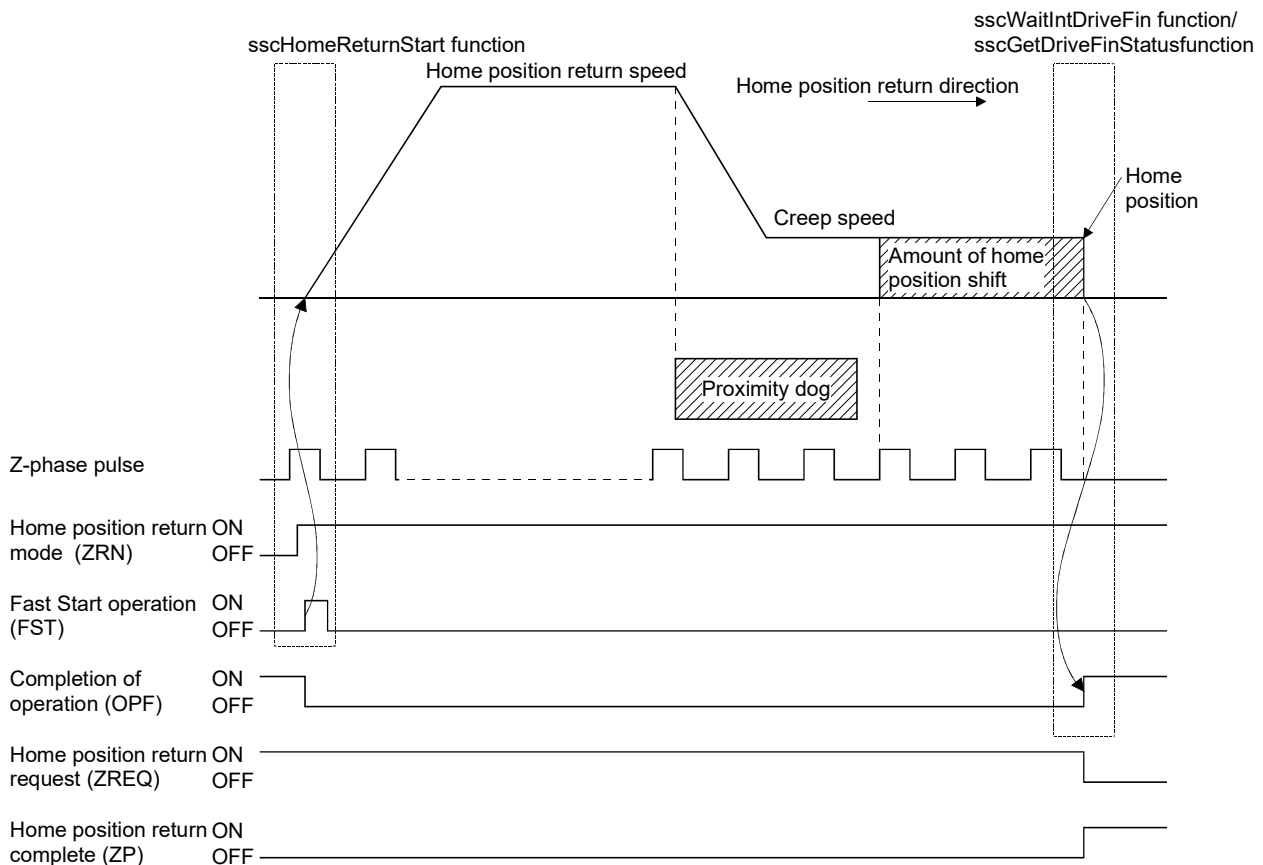 sscWaitIntDriveFin function/
sscGetDriveFinStatusfunction
sscHomeReturnStart function
Home position return speed
Home position return direction
Home
position
Creep speed
Amount of home
position shift
Proximity dog
Z-phase pulse
Home position return ON
mode (ZRN) OFF
Fast Start operation ON
(FST) OFF
Completion of ON
operation (OPF) OFF
Home position return ON
request (ZREQ) OFF
Home position return ON
complete (ZP) OFF